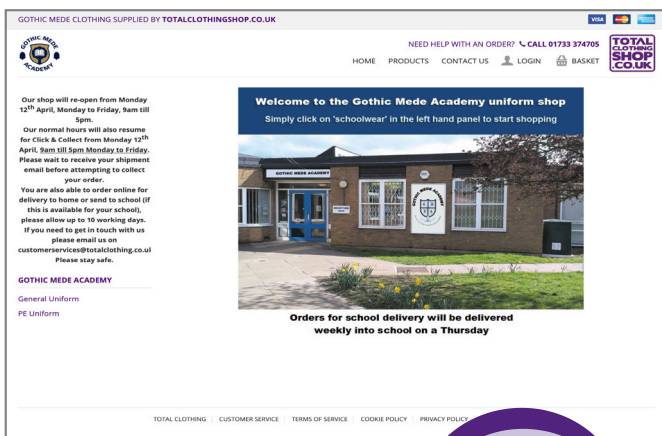 GOTHIC MEDE CLOTHING SUPPLIED BY TOTALCLOTHINGSHOP.CO.UK
VISA
GOTHIC MEDE
ACADEMY
NEED HELP WITH AN ORDER? CALL 01733 374705
HOME PRODUCTS CONTACT US LOGIN BASKET
TOTAL
CLOTHING
SHOP
.CO.UK
Our shop will re-open from Monday
12th April, Monday to Friday, 9am till
5pm.
Our normal hours will also resume
for Click & Collect from Monday 12th
April, 9am till 5pm Monday to Friday.
Please wait to receive your shipment
email before attempting to collect
your order.
You are also able to order online for
delivery to home or send to school (if
this is available for your school),
please allow up to 10 working days.
If you need to get in touch with us
please email us on
customerservices@totalclothing.co.ul
Please stay safe.
GOTHIC MEDE ACADEMY
General Uniform
PE Uniform
Welcome to the Gothic Mede Academy uniform shop
Simply click on 'schoolwear' in the left hand panel to start shopping
GOTHIC MEDE ACADEMY
Orders for school delivery will be delivered
weekly into school on a Thursday
TOTAL CLOTHING CUSTOMER SERVICE TERMS OF SERVICE COOKIE POLICY PRIVACY POLICY